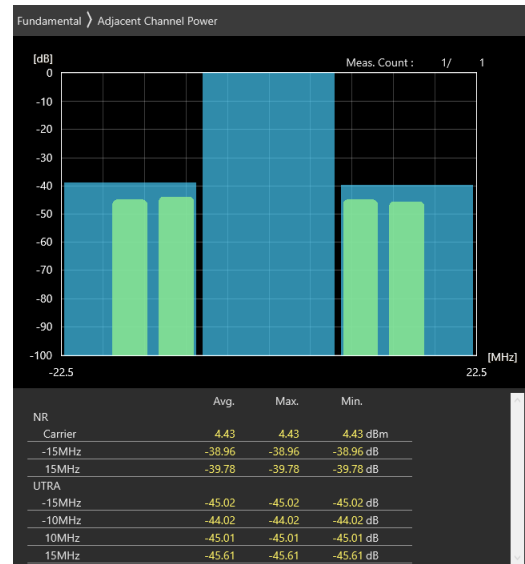 Fundamental 〉 Adjacent Channel Power
[dB]
Meas. Count : 1/ 1
0
-10
-20
-30
-40
-50
-60
-70
-80
-90
-100
[MHz]
-22.5 22.5
Avg. Max. Min.
NR
Carrier 4.43 4.43 4.43 dBm
-15MHz -38.96 -38.96 -38.96 dB
15MHz -39.78 -39.78 -39.78 dB
UTRA
-15MHz -45.02 -45.02 -45.02 dB
-10MHz -44.02 -44.02 -44.02 dB
10MHz -45.01 -45.01 -45.01 dB
15MHz -45.61 -45.61 -45.61 dB